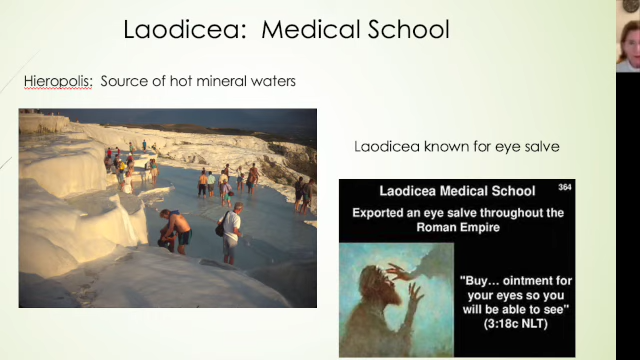 Laodicea: Medical School
Hieropolis: Source of hot mineral waters
Laodicea known for eye salve
Laodicea Medical School
364
Exported an eye salve throughout the
Roman Empire
"Buy... ointment for
your eyes so you
will be able to see"
(3:18c NLT)